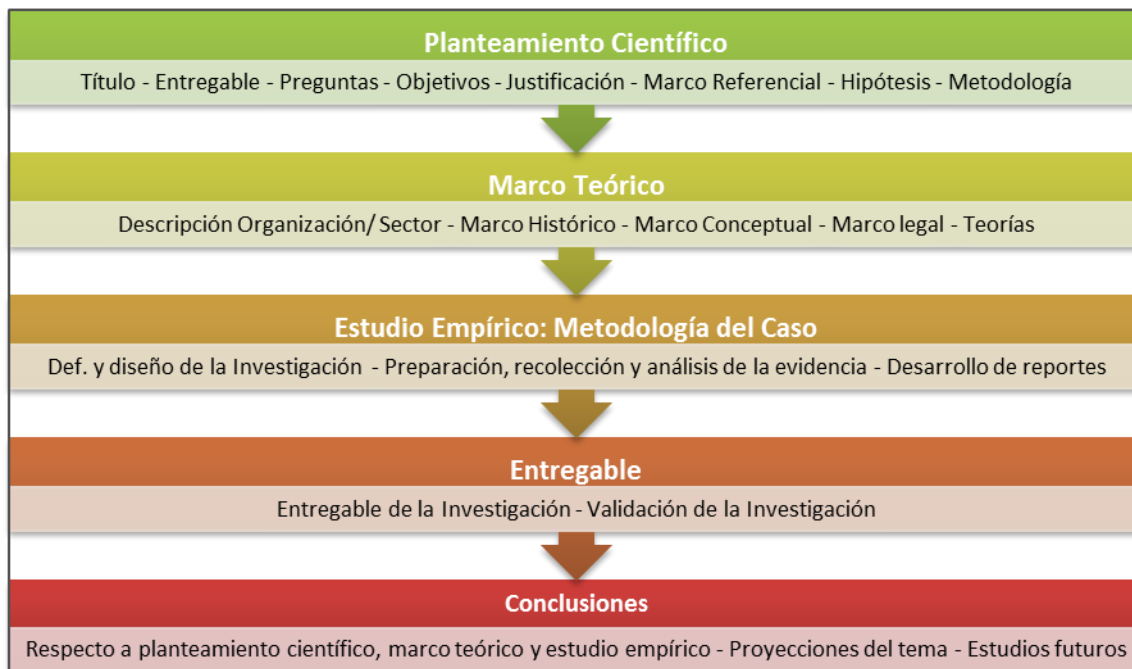 Planteamiento Científico
Título - Entregable - Preguntas - Objetivos - Justificación - Marco Referencial - Hipótesis - Metodología
Marco Teórico
Descripción Organización/ Sector - Marco Histórico - Marco Conceptual - Marco legal - Teorías
Estudio Empírico: Metodología del Caso
Def. y diseño de la Investigación - Preparación, recolección y análisis de la evidencia - Desarrollo de reportes
Entregable
Entregable de la Investigación - Validación de la Investigación
Conclusiones
Respecto a planteamiento científico, marco teórico y estudio empírico - Proyecciones del tema - Estudios futuros